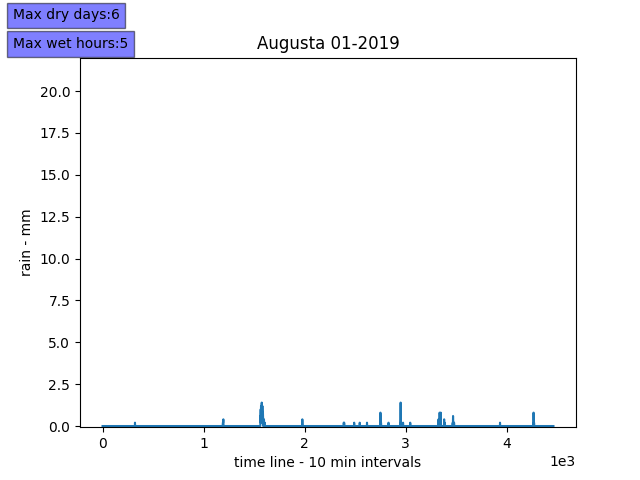 Max dry days:6
Max wet hours:5
Augusta 01-2019
20.0
17.5
15.0
12.5
10.0
7.5
5.0
2.5
0.0
rain - mm
0 1 2 3 4
1e3
time line - 10 min intervals